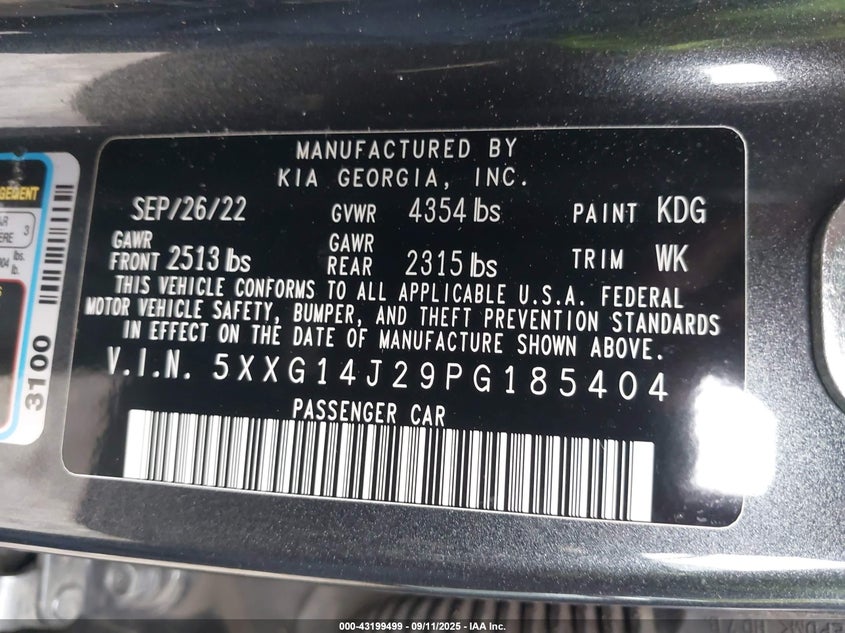 MANUFACTURED BY
KIA GEORGIA, INC.
SEP/26/22 GVWR 4354 lbs PAINT KDG
GAWR FRONT 2513 lbs GAWR REAR 2315 lbs TRIM WK
THIS VEHICLE CONFORMS TO ALL APPLICABLE U.S.A. FEDERAL
MOTOR VEHICLE SAFETY, BUMPER, AND THEFT PREVENTION STANDARDS
IN EFFECT ON THE DATE OF MANUFACTURE SHOWN ABOVE.
V.I.N. 5XXG14J29PG185404
PASSENGER CAR
3
lbs.
lb.
3100
000-43199499 - 09/11/2025 - IAA Inc.